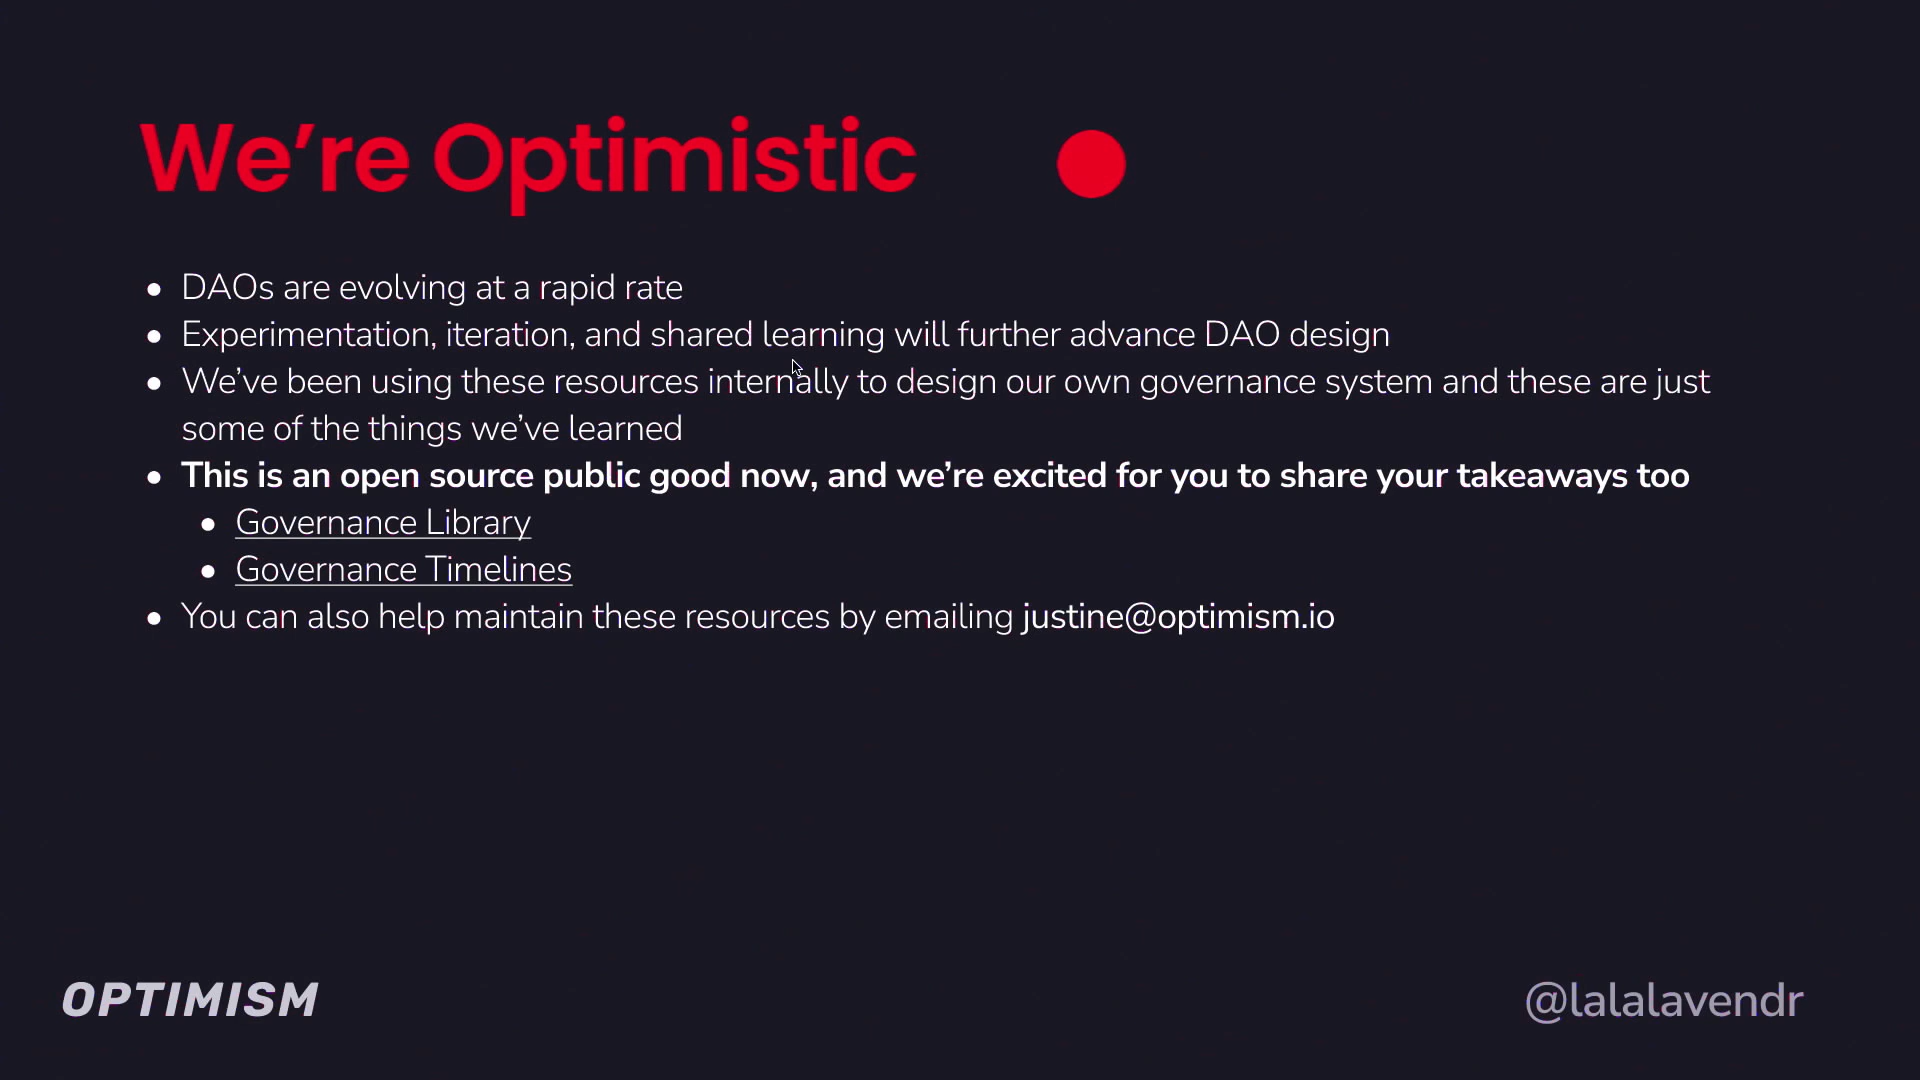 We're Optimistic
• DAOs are evolving at a rapid rate
• Experimentation, iteration, and shared learning will further advance DAO design
• We've been using these resources internally to design our own governance system and these are just
some of the things we've learned
• This is an open source public good now, and we're excited for you to share your takeaways too
• Governance Library
• Governance Timelines
• You can also help maintain these resources by emailing justine@optimism.io
OPTIMISM
@lalalavendr